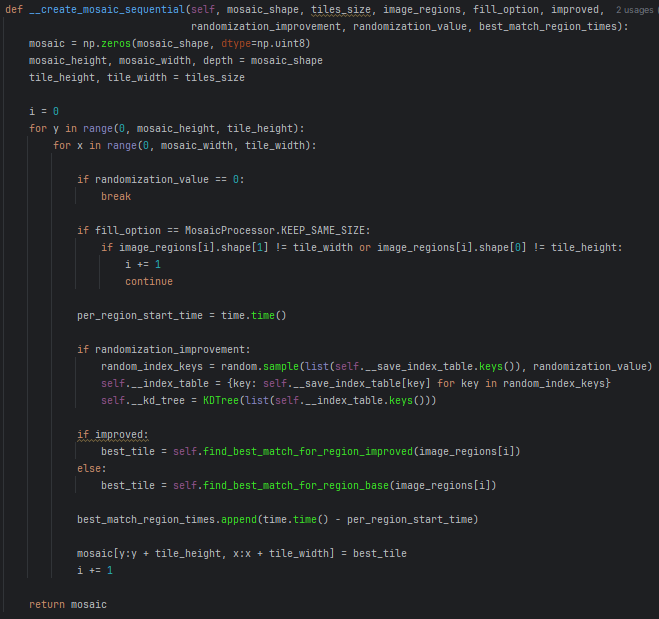 def __create_mosaic_sequential(self, mosaic_shape, tiles_size, image_regions, fill_option, improved,  2 usages
                               randomization_improvement, randomization_value, best_match_region_times):
    mosaic = np.zeros(mosaic_shape, dtype=np.uint8)
    mosaic_height, mosaic_width, depth = mosaic_shape
    tile_height, tile_width = tiles_size

    i = 0
    for y in range(0, mosaic_height, tile_height):
        for x in range(0, mosaic_width, tile_width):

            if randomization_value == 0:
                break

            if fill_option == MosaicProcessor.KEEP_SAME_SIZE:
                if image_regions[i].shape[1] != tile_width or image_regions[i].shape[0] != tile_height:
                    i += 1
                    continue

            per_region_start_time = time.time()

            if randomization_improvement:
                random_index_keys = random.sample(list(self.__save_index_table.keys()), randomization_value)
                self.__index_table = {key: self.__save_index_table[key] for key in random_index_keys}
                self.__kd_tree = KDTree(list(self.__index_table.keys()))

            if improved:
                best_tile = self.find_best_match_for_region_improved(image_regions[i])
            else:
                best_tile = self.find_best_match_for_region_base(image_regions[i])

            best_match_region_times.append(time.time() - per_region_start_time)

            mosaic[y:y + tile_height, x:x + tile_width] = best_tile
            i += 1

    return mosaic